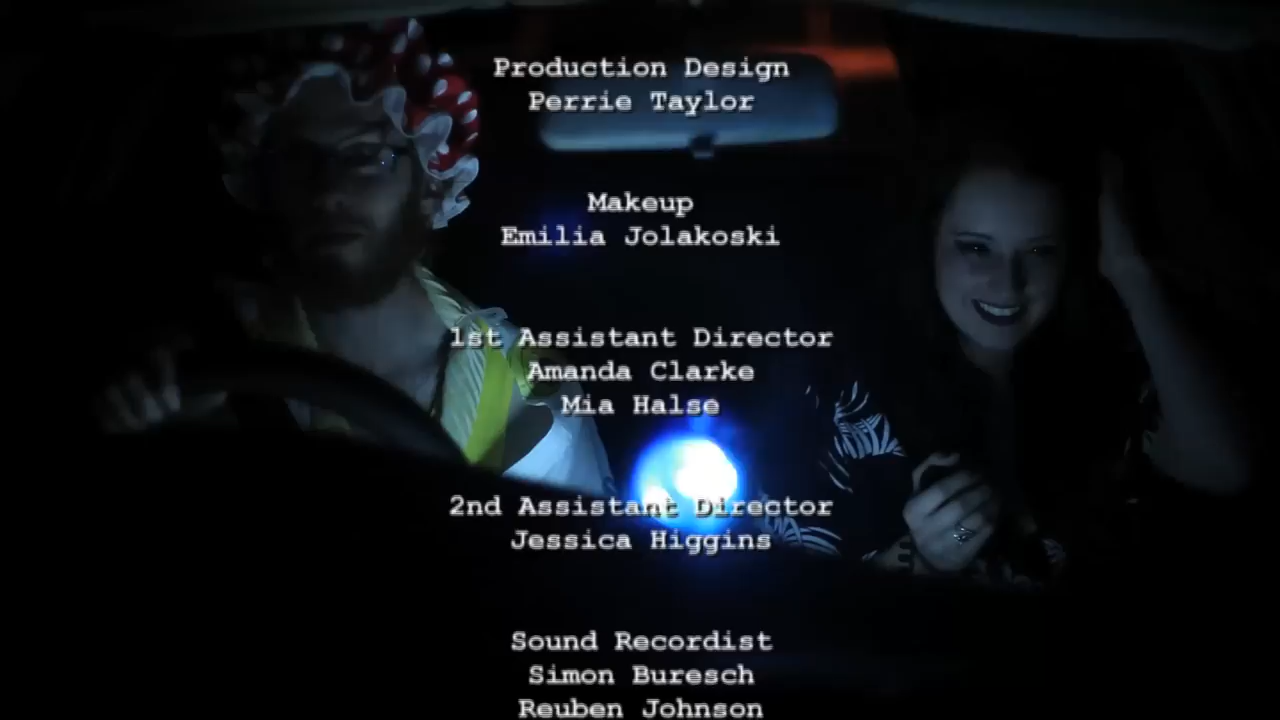 Production Design
Perrie Taylor
Makeup
Emilia Jolakoski
1st Assistant Director
Amanda Clarke
Mia Halse
2nd Assistant Director
Jessica Higgins
Sound Recordist
Simon Buresch
Reuben Johnson